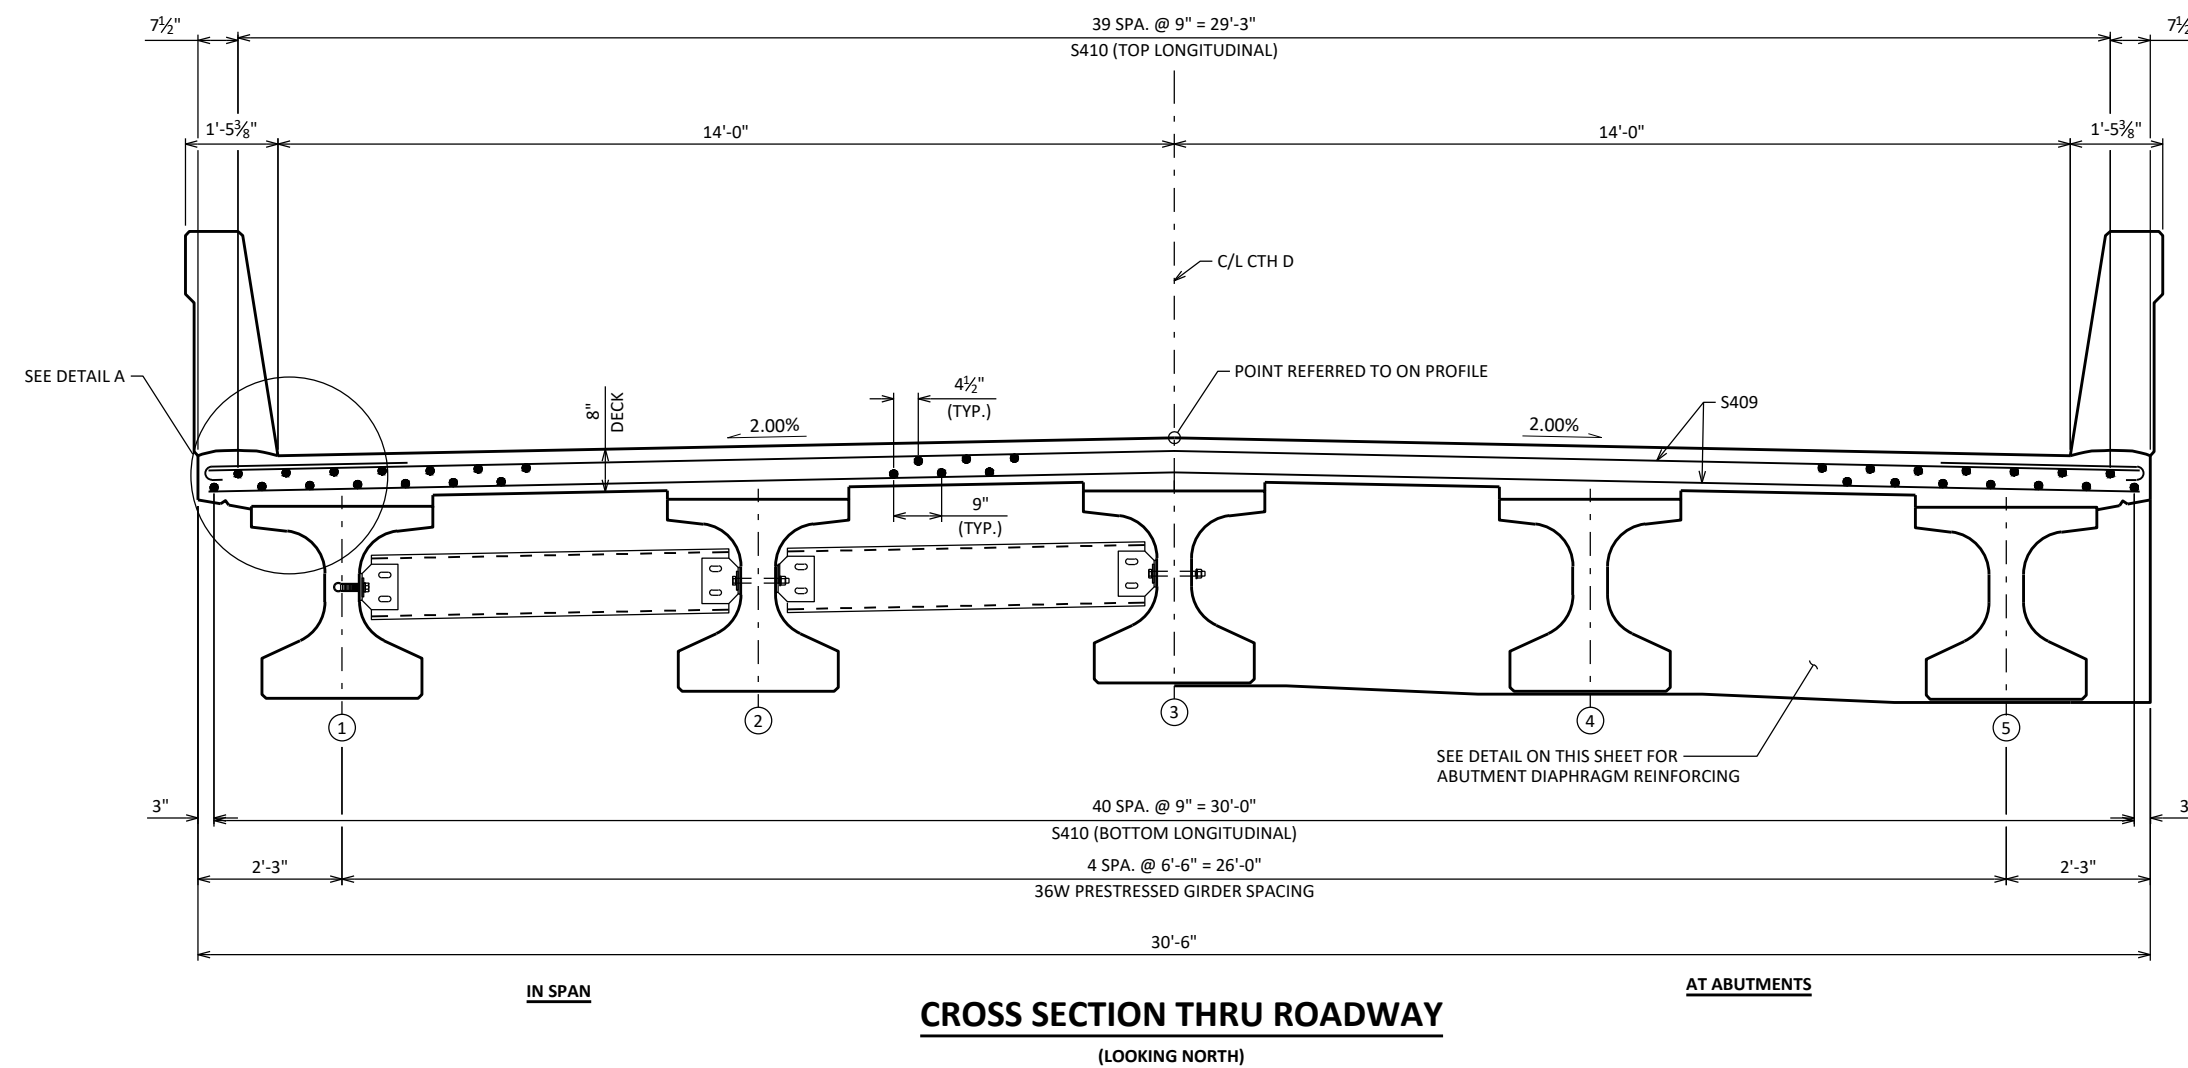 7½"
39 SPA. @ 9" = 29'-3"
7½
S410 (TOP LONGITUDINAL)
1'-5⅜"
14'-0"
14'-0"
1'-5⅜"
C/L CTH D
SEE DETAIL A
POINT REFERRED TO ON PROFILE
8"
DECK
2.00%
4½"
(TYP.)
2.00%
S409
9"
(TYP.)
1
2
3
4
5
SEE DETAIL ON THIS SHEET FOR
ABUTMENT DIAPHRAGM REINFORCING
3"
40 SPA. @ 9" = 30'-0"
3
S410 (BOTTOM LONGITUDINAL)
2'-3"
4 SPA. @ 6'-6" = 26'-0"
2'-3"
36W PRESTRESSED GIRDER SPACING
30'-6"
IN SPAN
AT ABUTMENTS
CROSS SECTION THRU ROADWAY
(LOOKING NORTH)